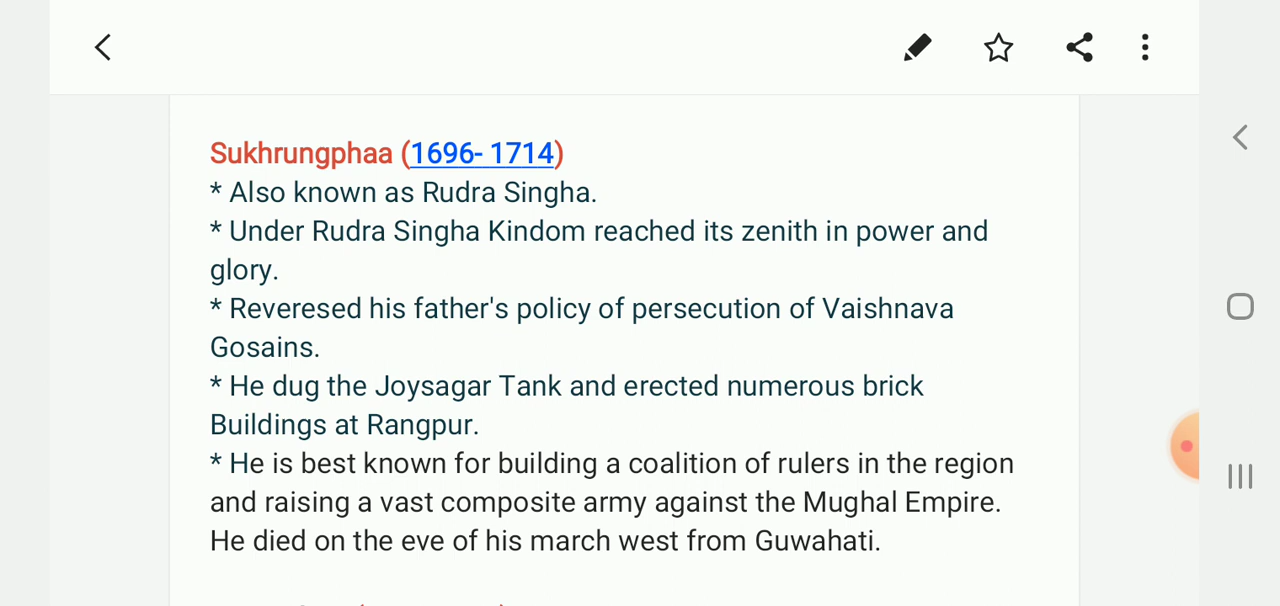 Sukhrungphaa (1696- 1714)
* Also known as Rudra Singha.
* Under Rudra Singha Kindom reached its zenith in power and
glory.
* Reveresed his father's policy of persecution of Vaishnava
Gosains.
* He dug the Joysagar Tank and erected numerous brick
Buildings at Rangpur.
* He is best known for building a coalition of rulers in the region
and raising a vast composite army against the Mughal Empire.
He died on the eve of his march west from Guwahati.